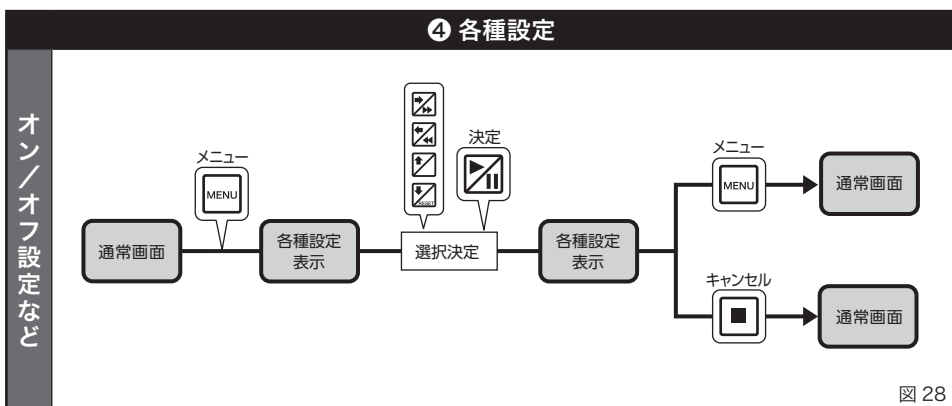 ❹ 各種設定
オン／オフ設定など
通常画面
メニュー
MENU
各種設定
表示
RESET
決定
選択決定
各種設定
表示
メニュー
MENU
通常画面
キャンセル
通常画面
図 28